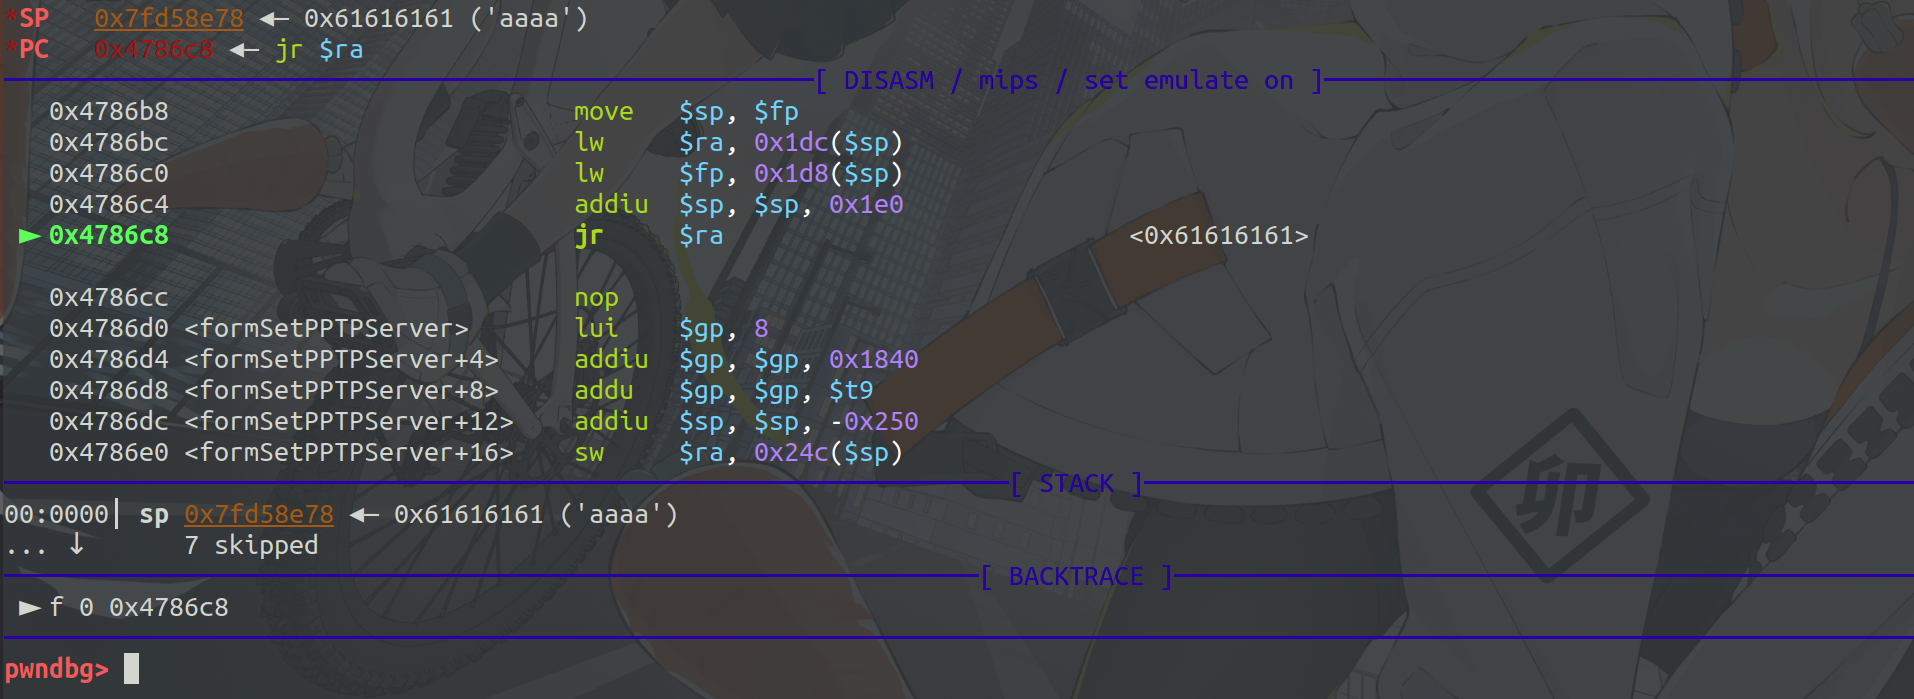 *SP   0x7fd58e78 ◂— 0x61616161 ('aaaa')
*PC   0x4786c8 ◂— jr $ra
[ DISASM / mips / set emulate on ]
0x4786b8                           move   $sp, $fp
0x4786bc                           lw     $ra, 0x1dc($sp)
0x4786c0                           lw     $fp, 0x1d8($sp)
0x4786c4                           addiu  $sp, $sp, 0x1e0
► 0x4786c8                           jr     $ra                           <0x61616161>
0x4786cc                           nop
0x4786d0 <formSetPPTPServer>       lui    $gp, 8
0x4786d4 <formSetPPTPServer+4>     addiu  $gp, $gp, 0x1840
0x4786d8 <formSetPPTPServer+8>     addu   $gp, $gp, $t9
0x4786dc <formSetPPTPServer+12>    addiu  $sp, $sp, -0x250
0x4786e0 <formSetPPTPServer+16>    sw     $ra, 0x24c($sp)
卯
[ STACK ]
00:0000│ sp 0x7fd58e78 ◂— 0x61616161 ('aaaa')
... ↓     7 skipped
[ BACKTRACE ]
► f 0 0x4786c8
pwndbg>